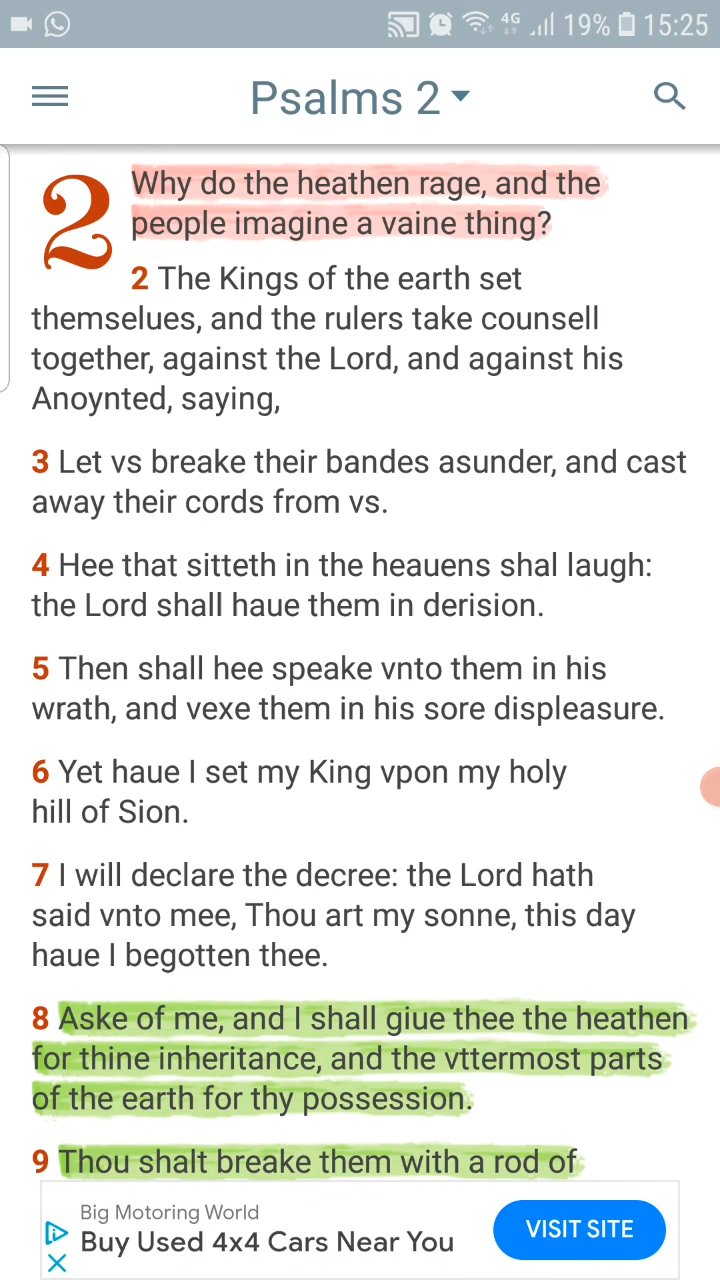 4G 19% 15:25
Psalms 2
2 Why do the heathen rage, and the
people imagine a vaine thing?
2 The Kings of the earth set
themselues, and the rulers take counsell
together, against the Lord, and against his
Anoynted, saying,
3 Let vs breake their bandes asunder, and cast
away their cords from vs.
4 Hee that sitteth in the heauens shal laugh:
the Lord shall haue them in derision.
5 Then shall hee speake vnto them in his
wrath, and vexe them in his sore displeasure.
6 Yet haue I set my King vpon my holy
hill of Sion.
7 I will declare the decree: the Lord hath
said vnto mee, Thou art my sonne, this day
haue I begotten thee.
8 Aske of me, and I shall giue thee the heathen
for thine inheritance, and the vttermost parts
of the earth for thy possession.
9 Thou shalt breake them with a rod of
Big Motoring World
Buy Used 4x4 Cars Near You
VISIT SITE